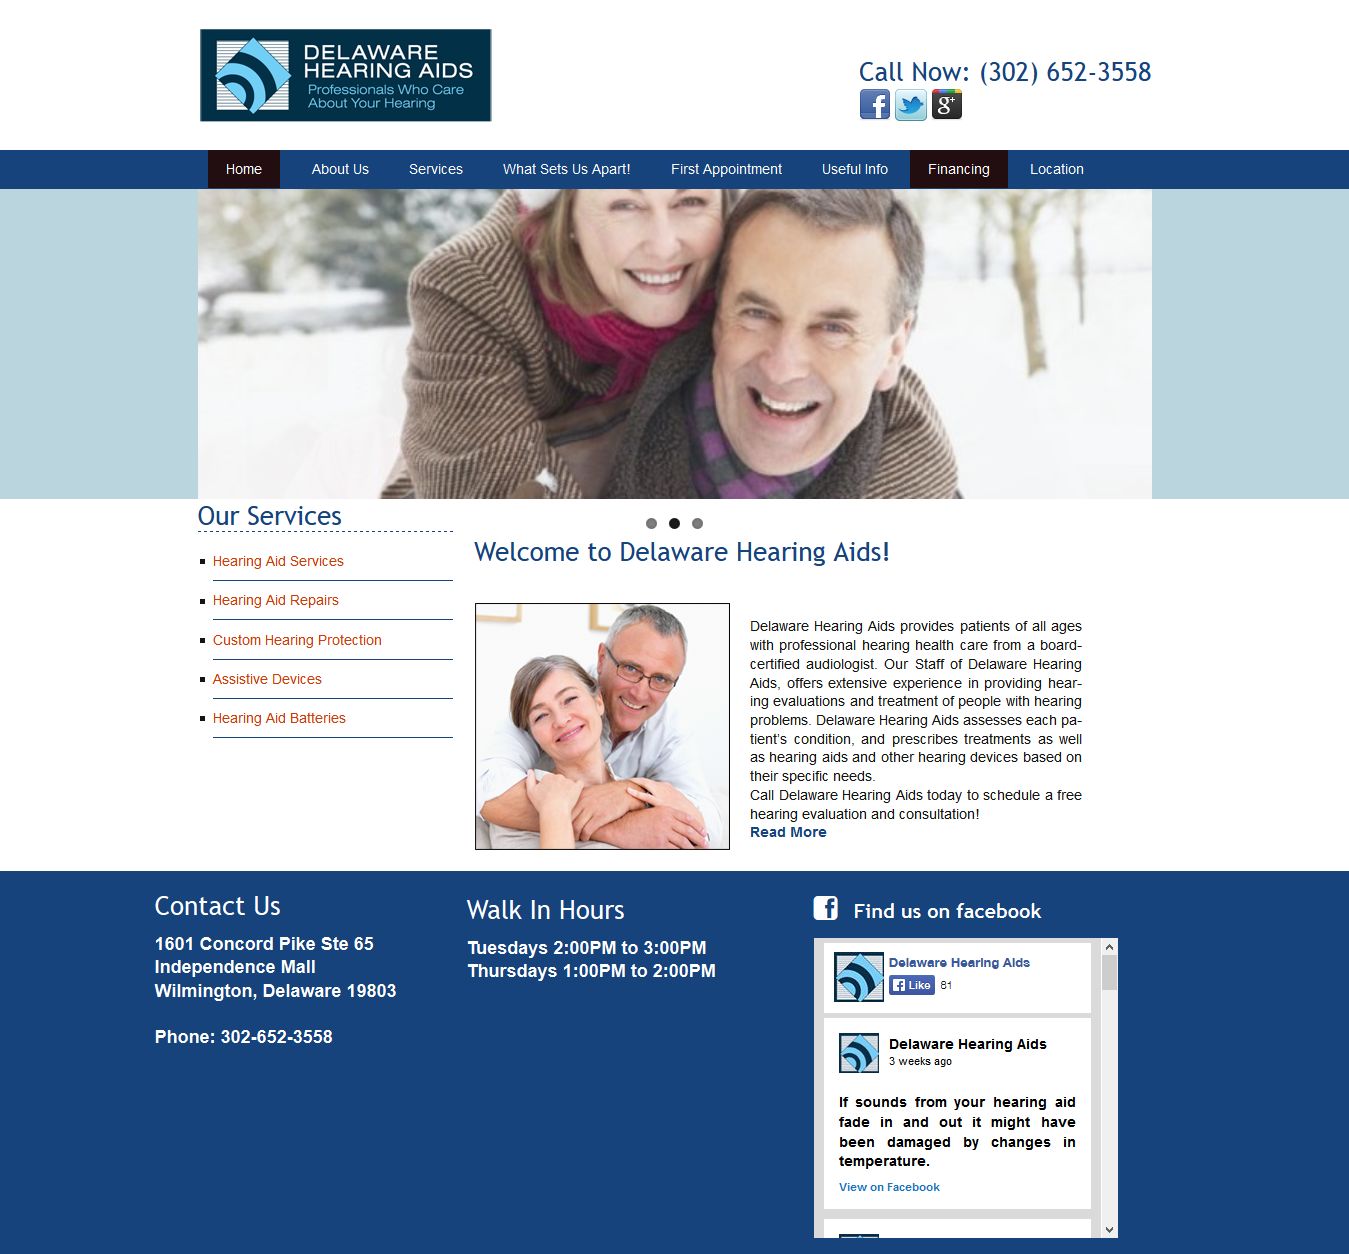 DELAWARE
HEARING AIDS
Professionals Who Care
About Your Hearing
Call Now: (302) 652-3558
Home About Us Services What Sets Us Apart! First Appointment Useful Info Financing Location
Our Services
Hearing Aid Services
Hearing Aid Repairs
Custom Hearing Protection
Assistive Devices
Hearing Aid Batteries
Welcome to Delaware Hearing Aids!
Delaware Hearing Aids provides patients of all ages
with professional hearing health care from a board-
certified audiologist. Our Staff of Delaware Hearing
Aids, offers extensive experience in providing hear-
ing evaluations and treatment of people with hearing
problems. Delaware Hearing Aids assesses each pa-
tient's condition, and prescribes treatments as well
as hearing aids and other hearing devices based on
their specific needs.
Call Delaware Hearing Aids today to schedule a free
hearing evaluation and consultation!
Read More
Contact Us
1601 Concord Pike Ste 65
Independence Mall
Wilmington, Delaware 19803
Phone: 302-652-3558
Walk In Hours
Tuesdays 2:00PM to 3:00PM
Thursdays 1:00PM to 2:00PM
Find us on facebook
Delaware Hearing Aids
Like 81
Delaware Hearing Aids
3 weeks ago
If sounds from your hearing aid
fade in and out it might have
been damaged by changes in
temperature.
View on Facebook